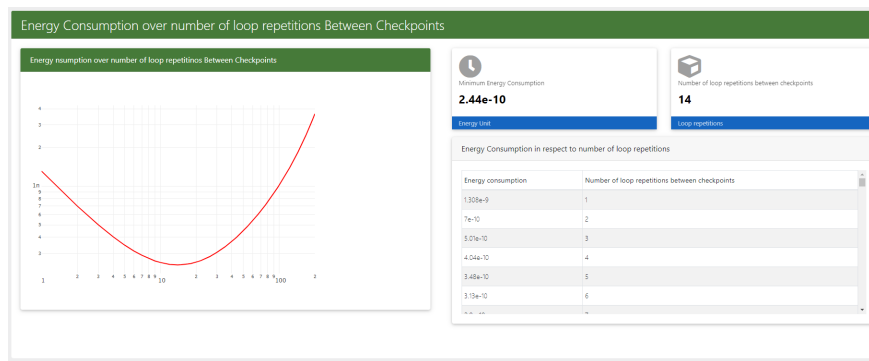 Energy Consumption over number of loop repetitions Between Checkpoints
Energy nsumption over number of loop repetitinos Between Checkpoints
4
3
2
1n
9
8
7
6
5
4
3
1 2 3 4 5 6 7 8 9 10 2 3 4 5 6 7 8 9 100 2
Minimum Energy Consumption
2.44e-10
Energy Unit
Number of loop repetitions between checkpoints
14
Loop repetitions
Energy Consumption in respect to number of loop repetitions
Energy consumption Number of loop repetitions between checkpoints
1.308e-9 1
7e-10 2
5.01e-10 3
4.04e-10 4
3.48e-10 5
3.13e-10 6